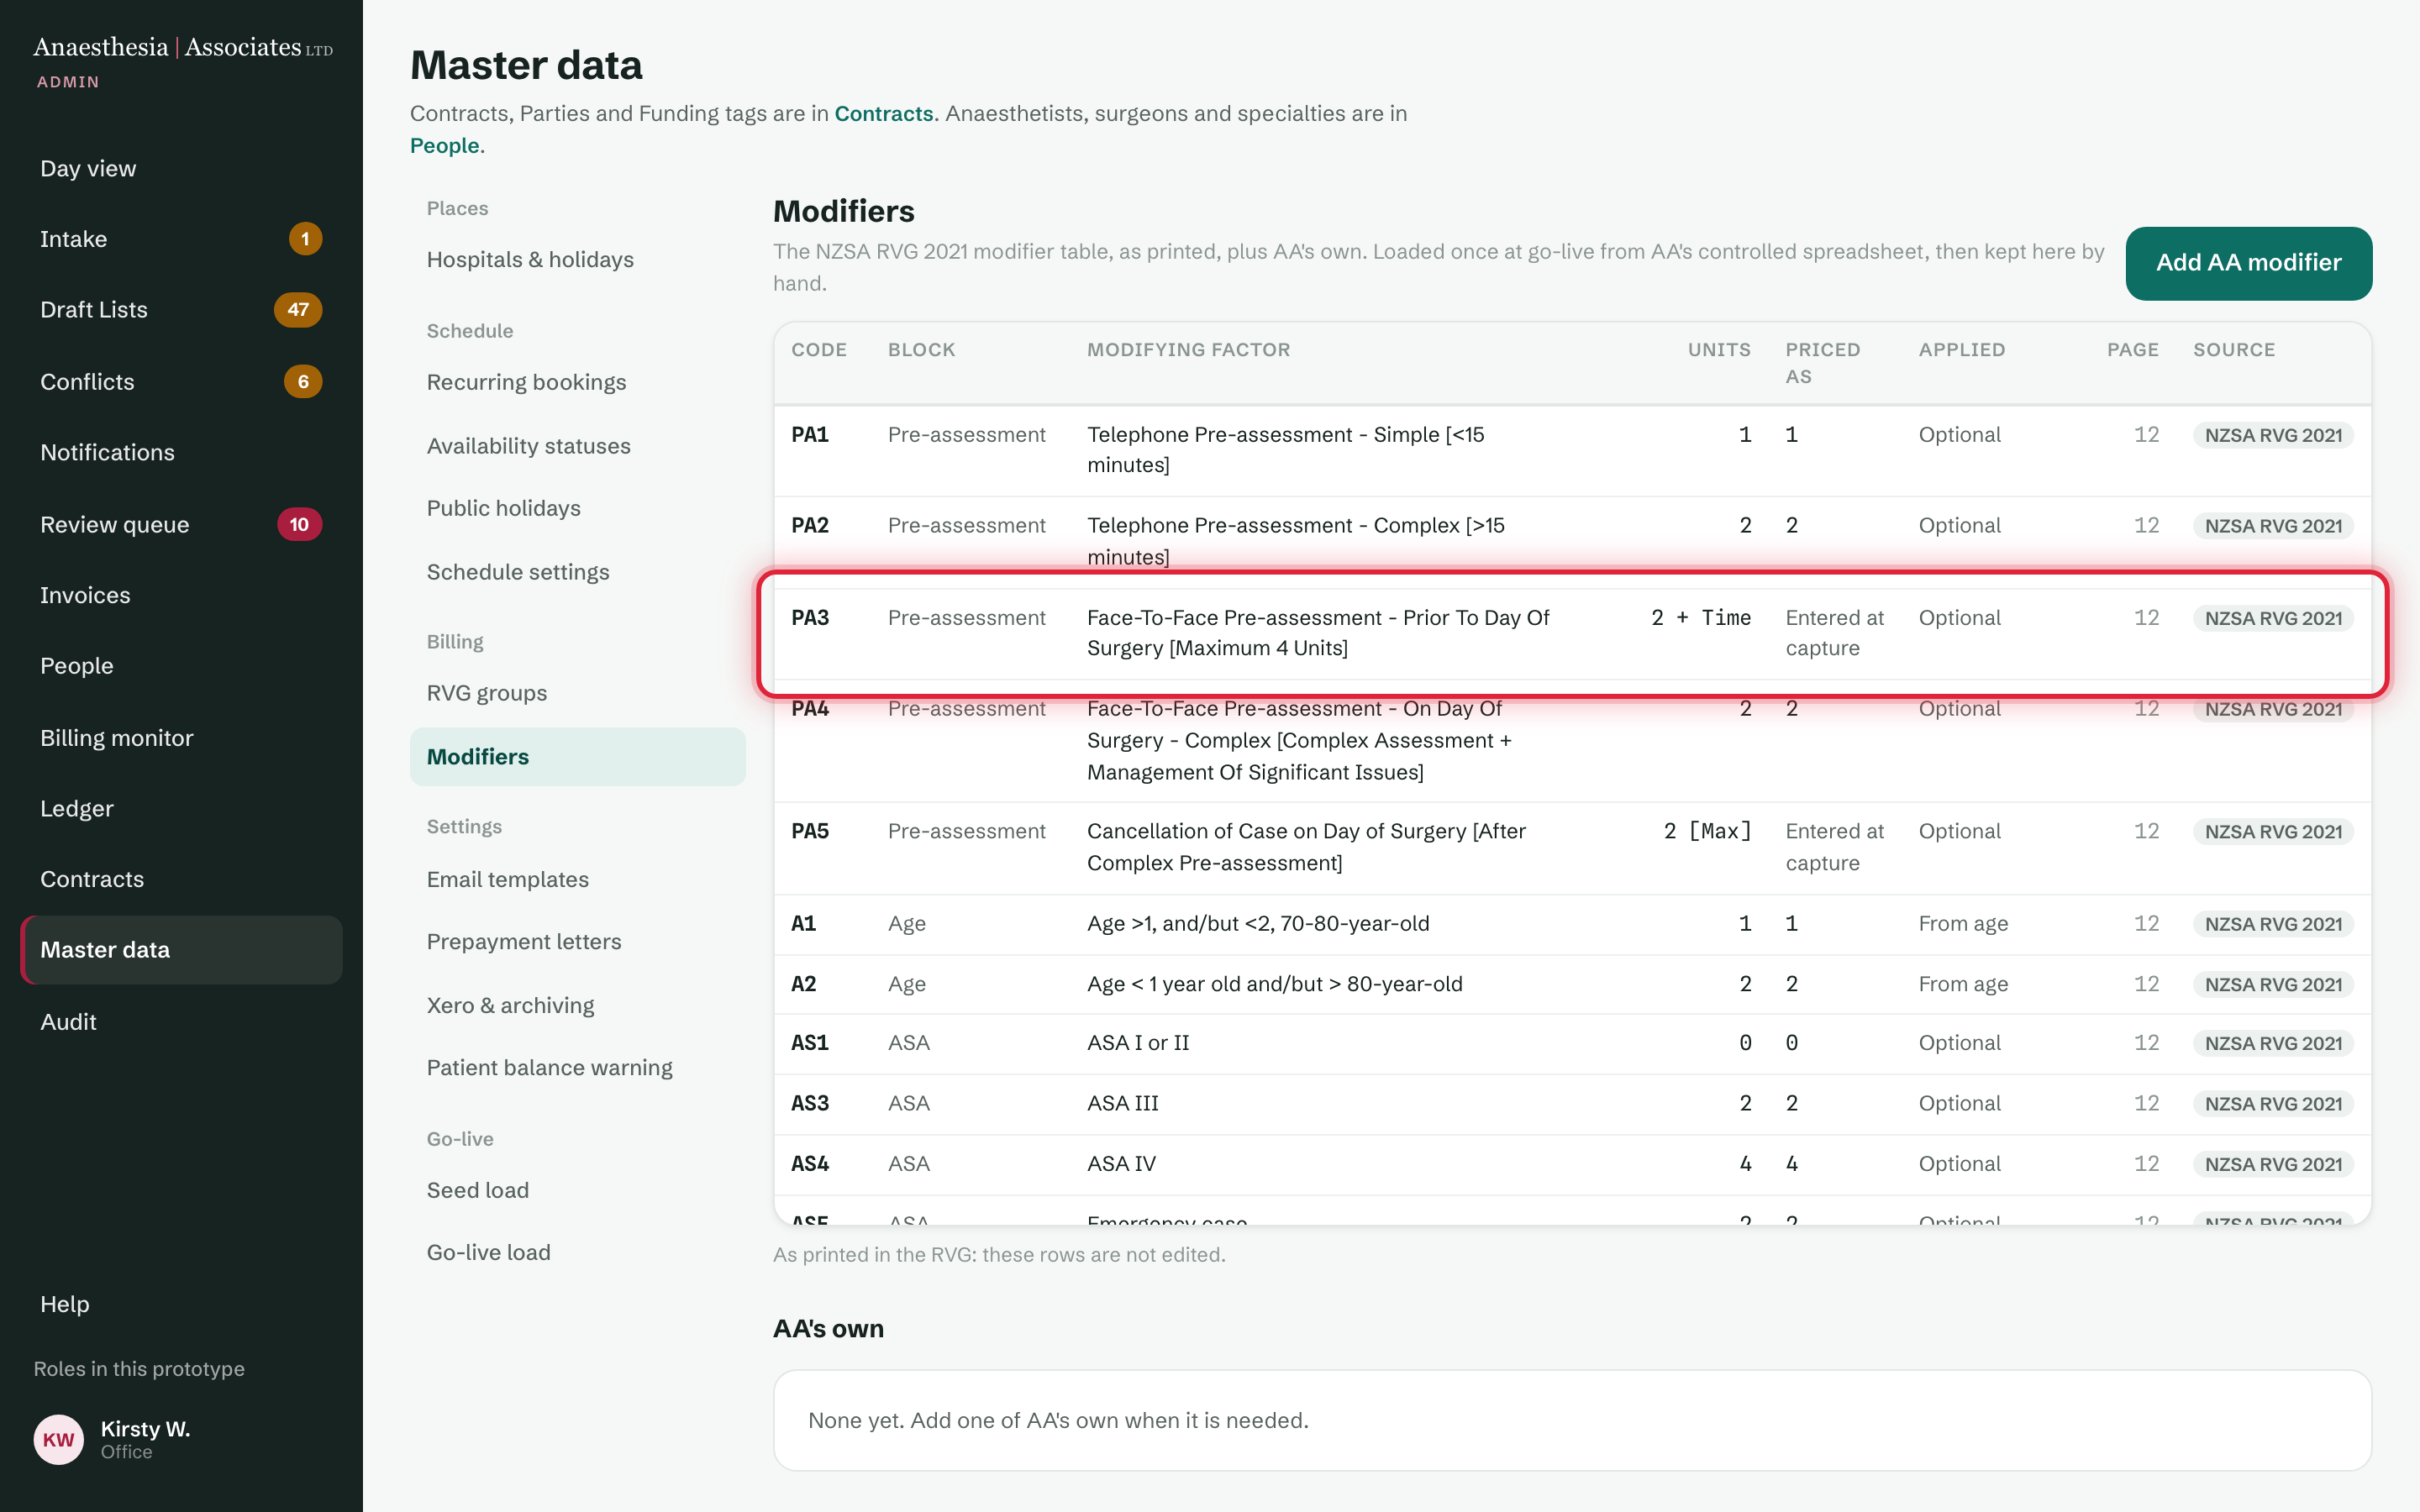 Anaesthesia | Associates LTD
ADMIN
Day view
Intake 1
Draft Lists 47
Conflicts 6
Notifications
Review queue 10
Invoices
People
Billing monitor
Ledger
Contracts
Master data
Audit
Help
Roles in this prototype
KW
Kirsty W.
Office
Master data
Contracts, Parties and Funding tags are in Contracts. Anaesthetists, surgeons and specialties are in
People.
Places
Hospitals & holidays
Schedule
Recurring bookings
Availability statuses
Public holidays
Schedule settings
Billing
RVG groups
Modifiers
Settings
Email templates
Prepayment letters
Xero & archiving
Patient balance warning
Go-live
Seed load
Go-live load
Modifiers
The NZSA RVG 2021 modifier table, as printed, plus AA's own. Loaded once at go-live from AA's controlled spreadsheet, then kept here by
hand.
Add AA modifier
CODE BLOCK MODIFYING FACTOR UNITS PRICED APPLIED PAGE SOURCE
AS
PA1 Pre-assessment Telephone Pre-assessment - Simple [<15 1 1 Optional 12 NZSA RVG 2021
minutes]
PA2 Pre-assessment Telephone Pre-assessment - Complex [>15 2 2 Optional 12 NZSA RVG 2021
minutes]
PA3 Pre-assessment Face-To-Face Pre-assessment - Prior To Day Of 2 + Time Entered at Optional 12 NZSA RVG 2021
Surgery [Maximum 4 Units] capture
PA4 Pre-assessment Face-To-Face Pre-assessment - On Day Of 2 2 Optional 12 NZSA RVG 2021
Surgery - Complex [Complex Assessment +
Management Of Significant Issues]
PA5 Pre-assessment Cancellation of Case on Day of Surgery [After 2 [Max] Entered at Optional 12 NZSA RVG 2021
Complex Pre-assessment] capture
A1 Age Age >1, and/but <2, 70-80-year-old 1 1 From age 12 NZSA RVG 2021
A2 Age Age < 1 year old and/but > 80-year-old 2 2 From age 12 NZSA RVG 2021
AS1 ASA ASA I or II 0 0 Optional 12 NZSA RVG 2021
AS3 ASA ASA III 2 2 Optional 12 NZSA RVG 2021
AS4 ASA ASA IV 4 4 Optional 12 NZSA RVG 2021
ASA Emergency case 2 2 Optional 12 NZSA RVG 2021
As printed in the RVG: these rows are not edited.
AA's own
None yet. Add one of AA's own when it is needed.